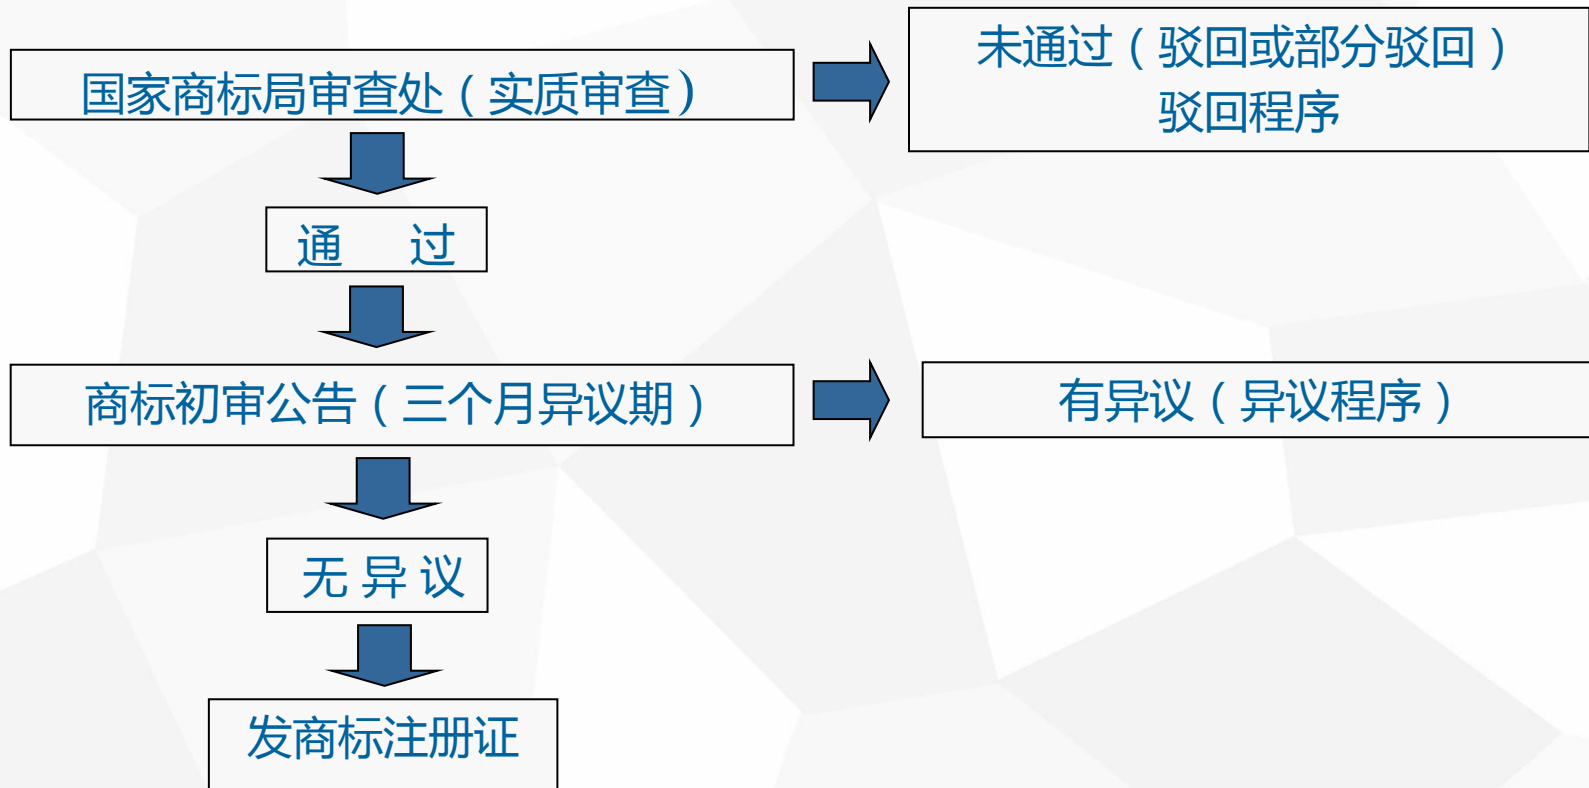 国家商标局审查处（实质审查）
未通过（驳回或部分驳回）
驳回程序
通 过
商标初审公告（三个月异议期）
有异议（异议程序）
无 异 议
发商标注册证